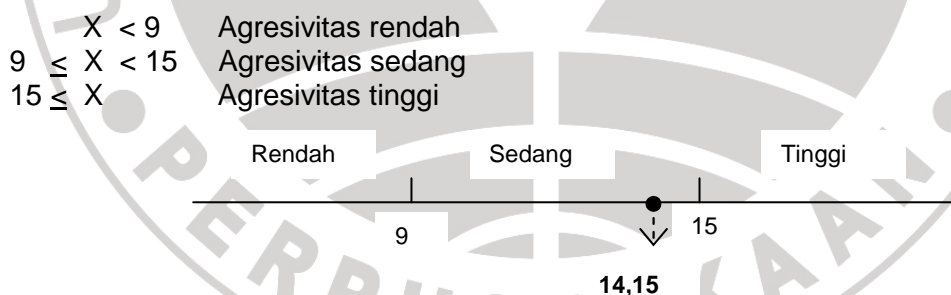 X < 9 Agresivitas rendah
9 ≤ X < 15 Agresivitas sedang
15 ≤ X Agresivitas tinggi
Rendah Sedang Tinggi
9 15
14,15